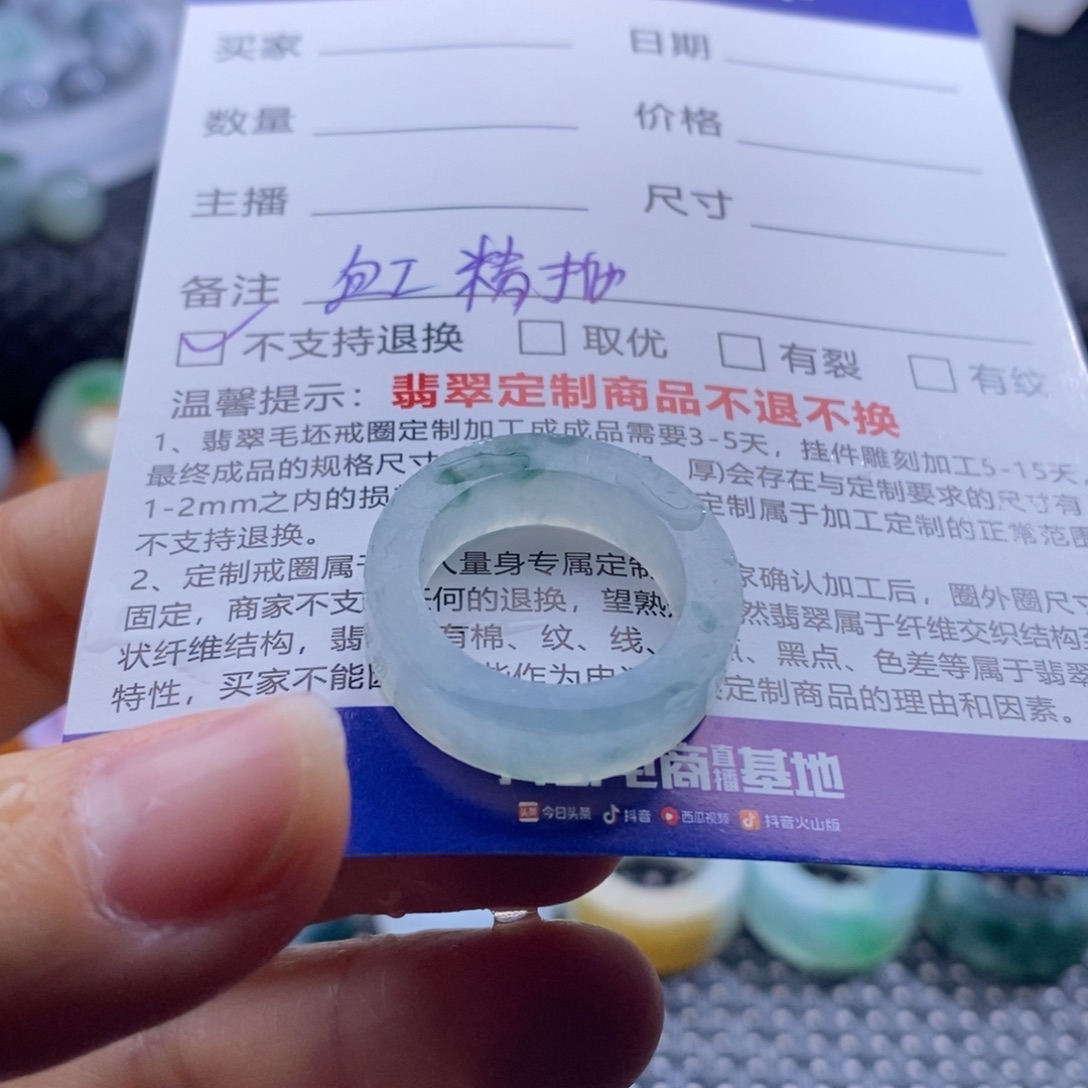 买家 日期
数量 价格
主播 尺寸
备注 精抛
不支持退换 取优 有裂 有纹
温馨提示：翡翠定制商品不退不换
1、翡翠毛坯戒圈定制加工成成品需要3-5天，挂件雕刻加工5-15天，
最终成品的规格尺寸 厚)会存在与定制要求的尺寸有
1-2mm之内的损 定制属于加工定制的正常范围
不支持退换。
2、定制戒圈属于 人量身专属定制 家确认加工后，圈外圈尺寸
固定，商家不支 任何的退换，望熟 然翡翠属于纤维交织结构
状纤维结构，翡 有棉、纹、线、 、黑点、色差等属于翡翠
特性，买家不能 些作为 定制商品的理由和因素。
电商直播基地
头条 今日头条 抖音 西瓜视频 抖音火山版